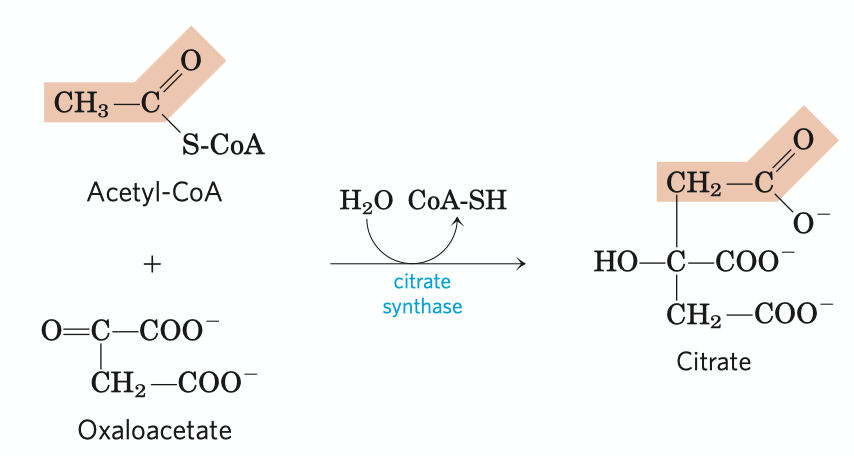 O
CH₃—C
S-CoA
Acetyl-CoA
+
O=C—COO⁻
CH₂—COO⁻
Oxaloacetate
H₂O CoA-SH
citrate
synthase
O
CH₂—C
O⁻
HO—C—COO⁻
CH₂—COO⁻
Citrate